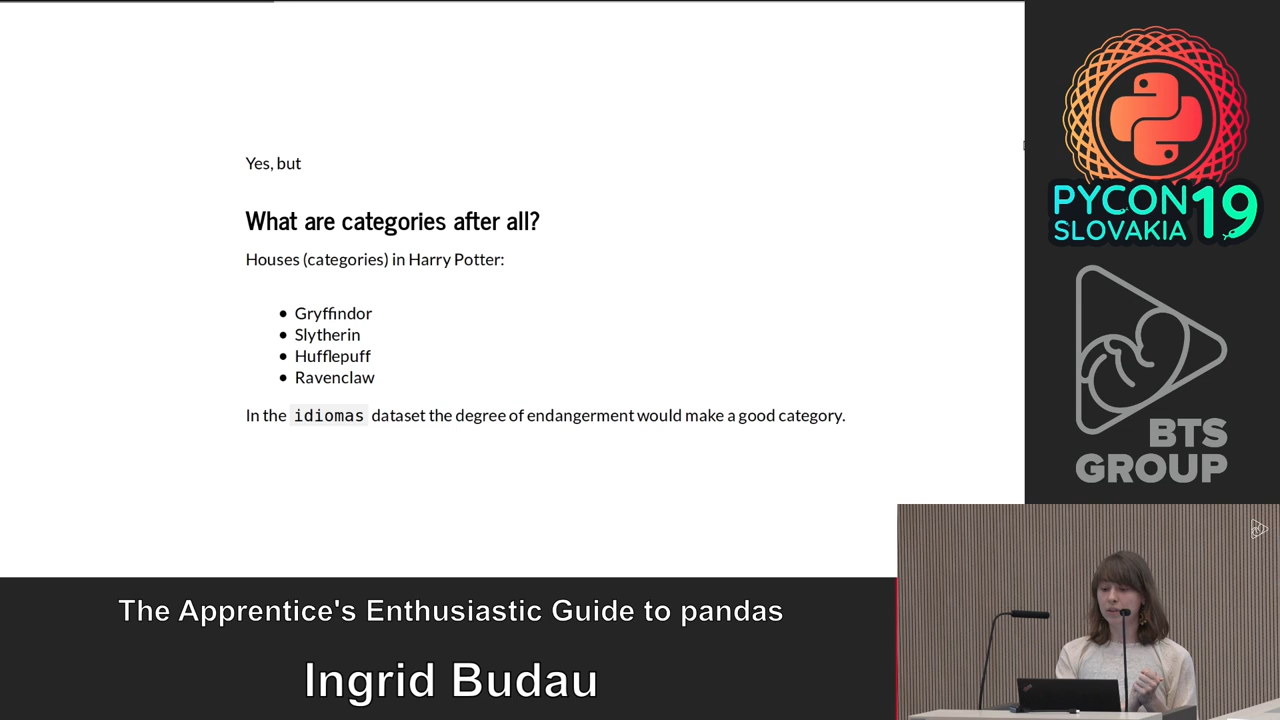 Yes, but
What are categories after all?
Houses (categories) in Harry Potter:
Gryffindor
Slytherin
Hufflepuff
Ravenclaw
In the idiomas dataset the degree of endangerment would make a good category.
PYCON 19
SLOVAKIA
BTS
GROUP
The Apprentice's Enthusiastic Guide to pandas
Ingrid Budau